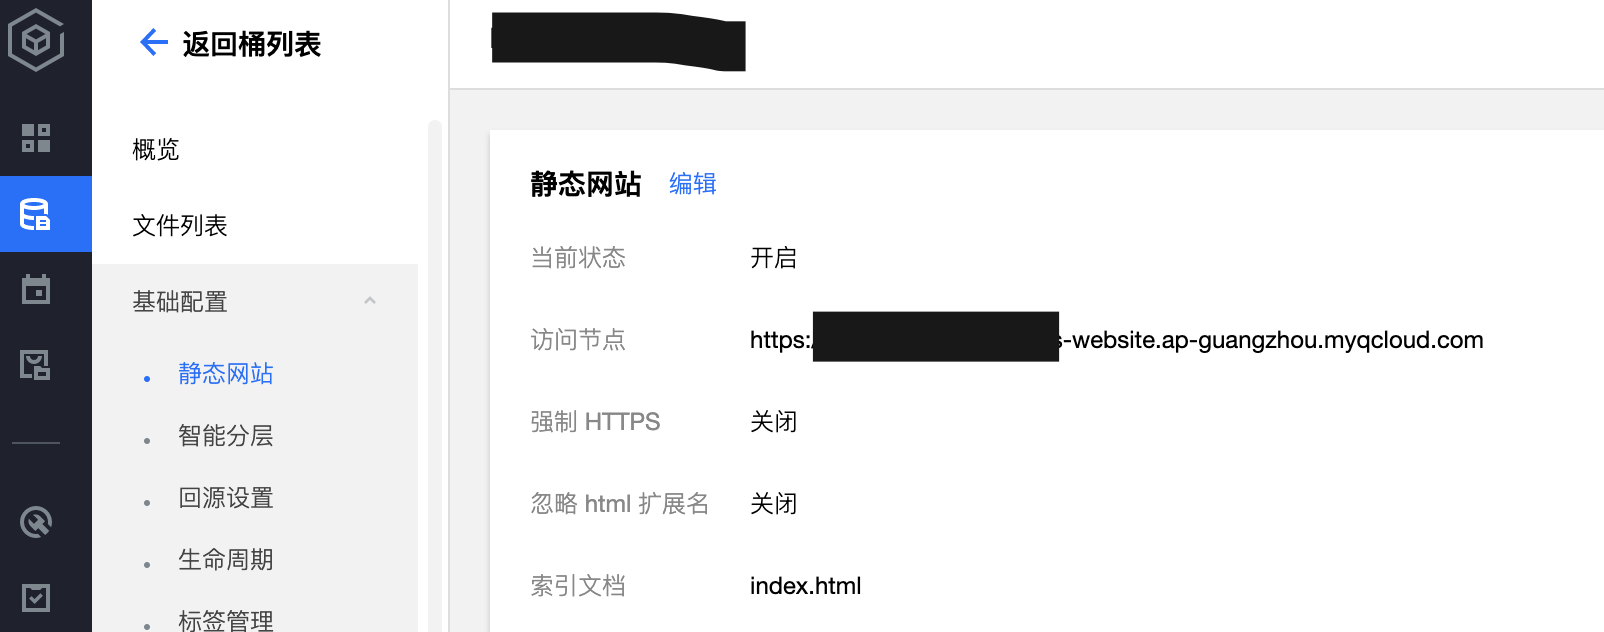 返回桶列表
概览
文件列表
基础配置
静态网站
智能分层
回源设置
生命周期
标签管理
静态网站 编辑
当前状态 开启
访问节点 https:/ s-website.ap-guangzhou.myqcloud.com
强制 HTTPS 关闭
忽略 html 扩展名 关闭
索引文档 index.html